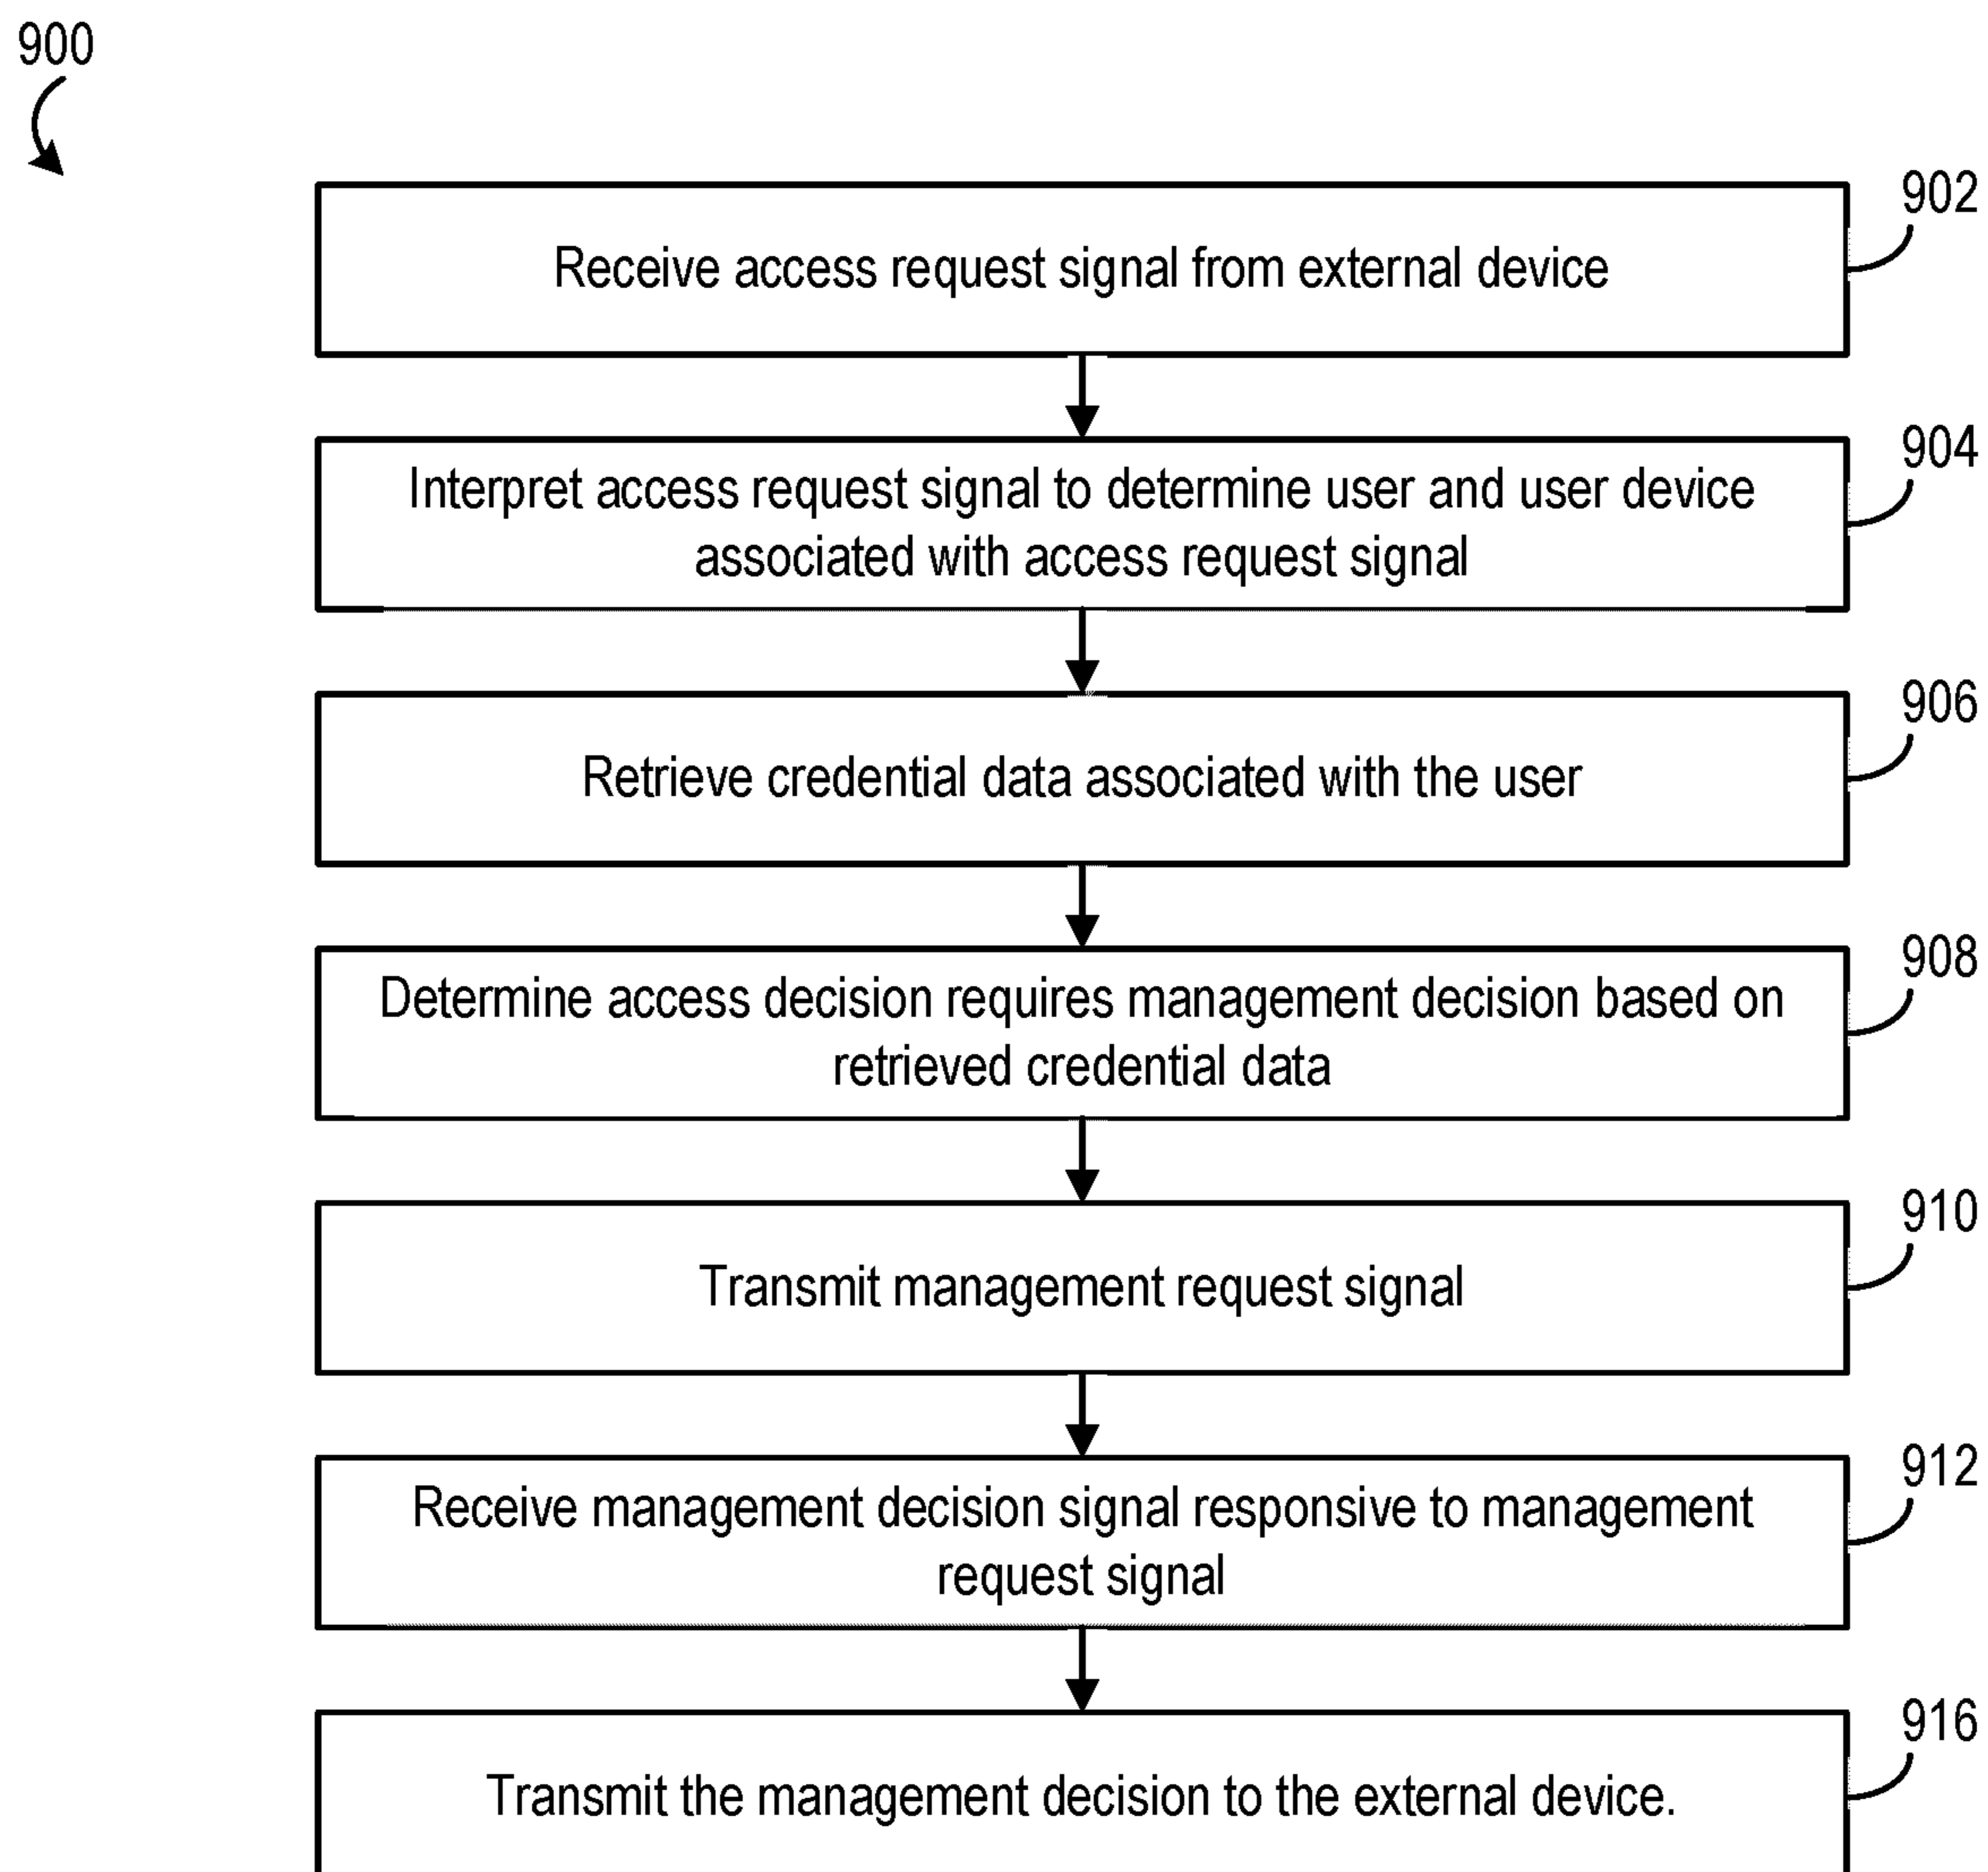 900
902
Receive access request signal from external device
904
Interpret access request signal to determine user and user device
associated with access request signal
906
Retrieve credential data associated with the user
908
Determine access decision requires management decision based on
retrieved credential data
910
Transmit management request signal
912
Receive management decision signal responsive to management
request signal
916
Transmit the management decision to the external device.